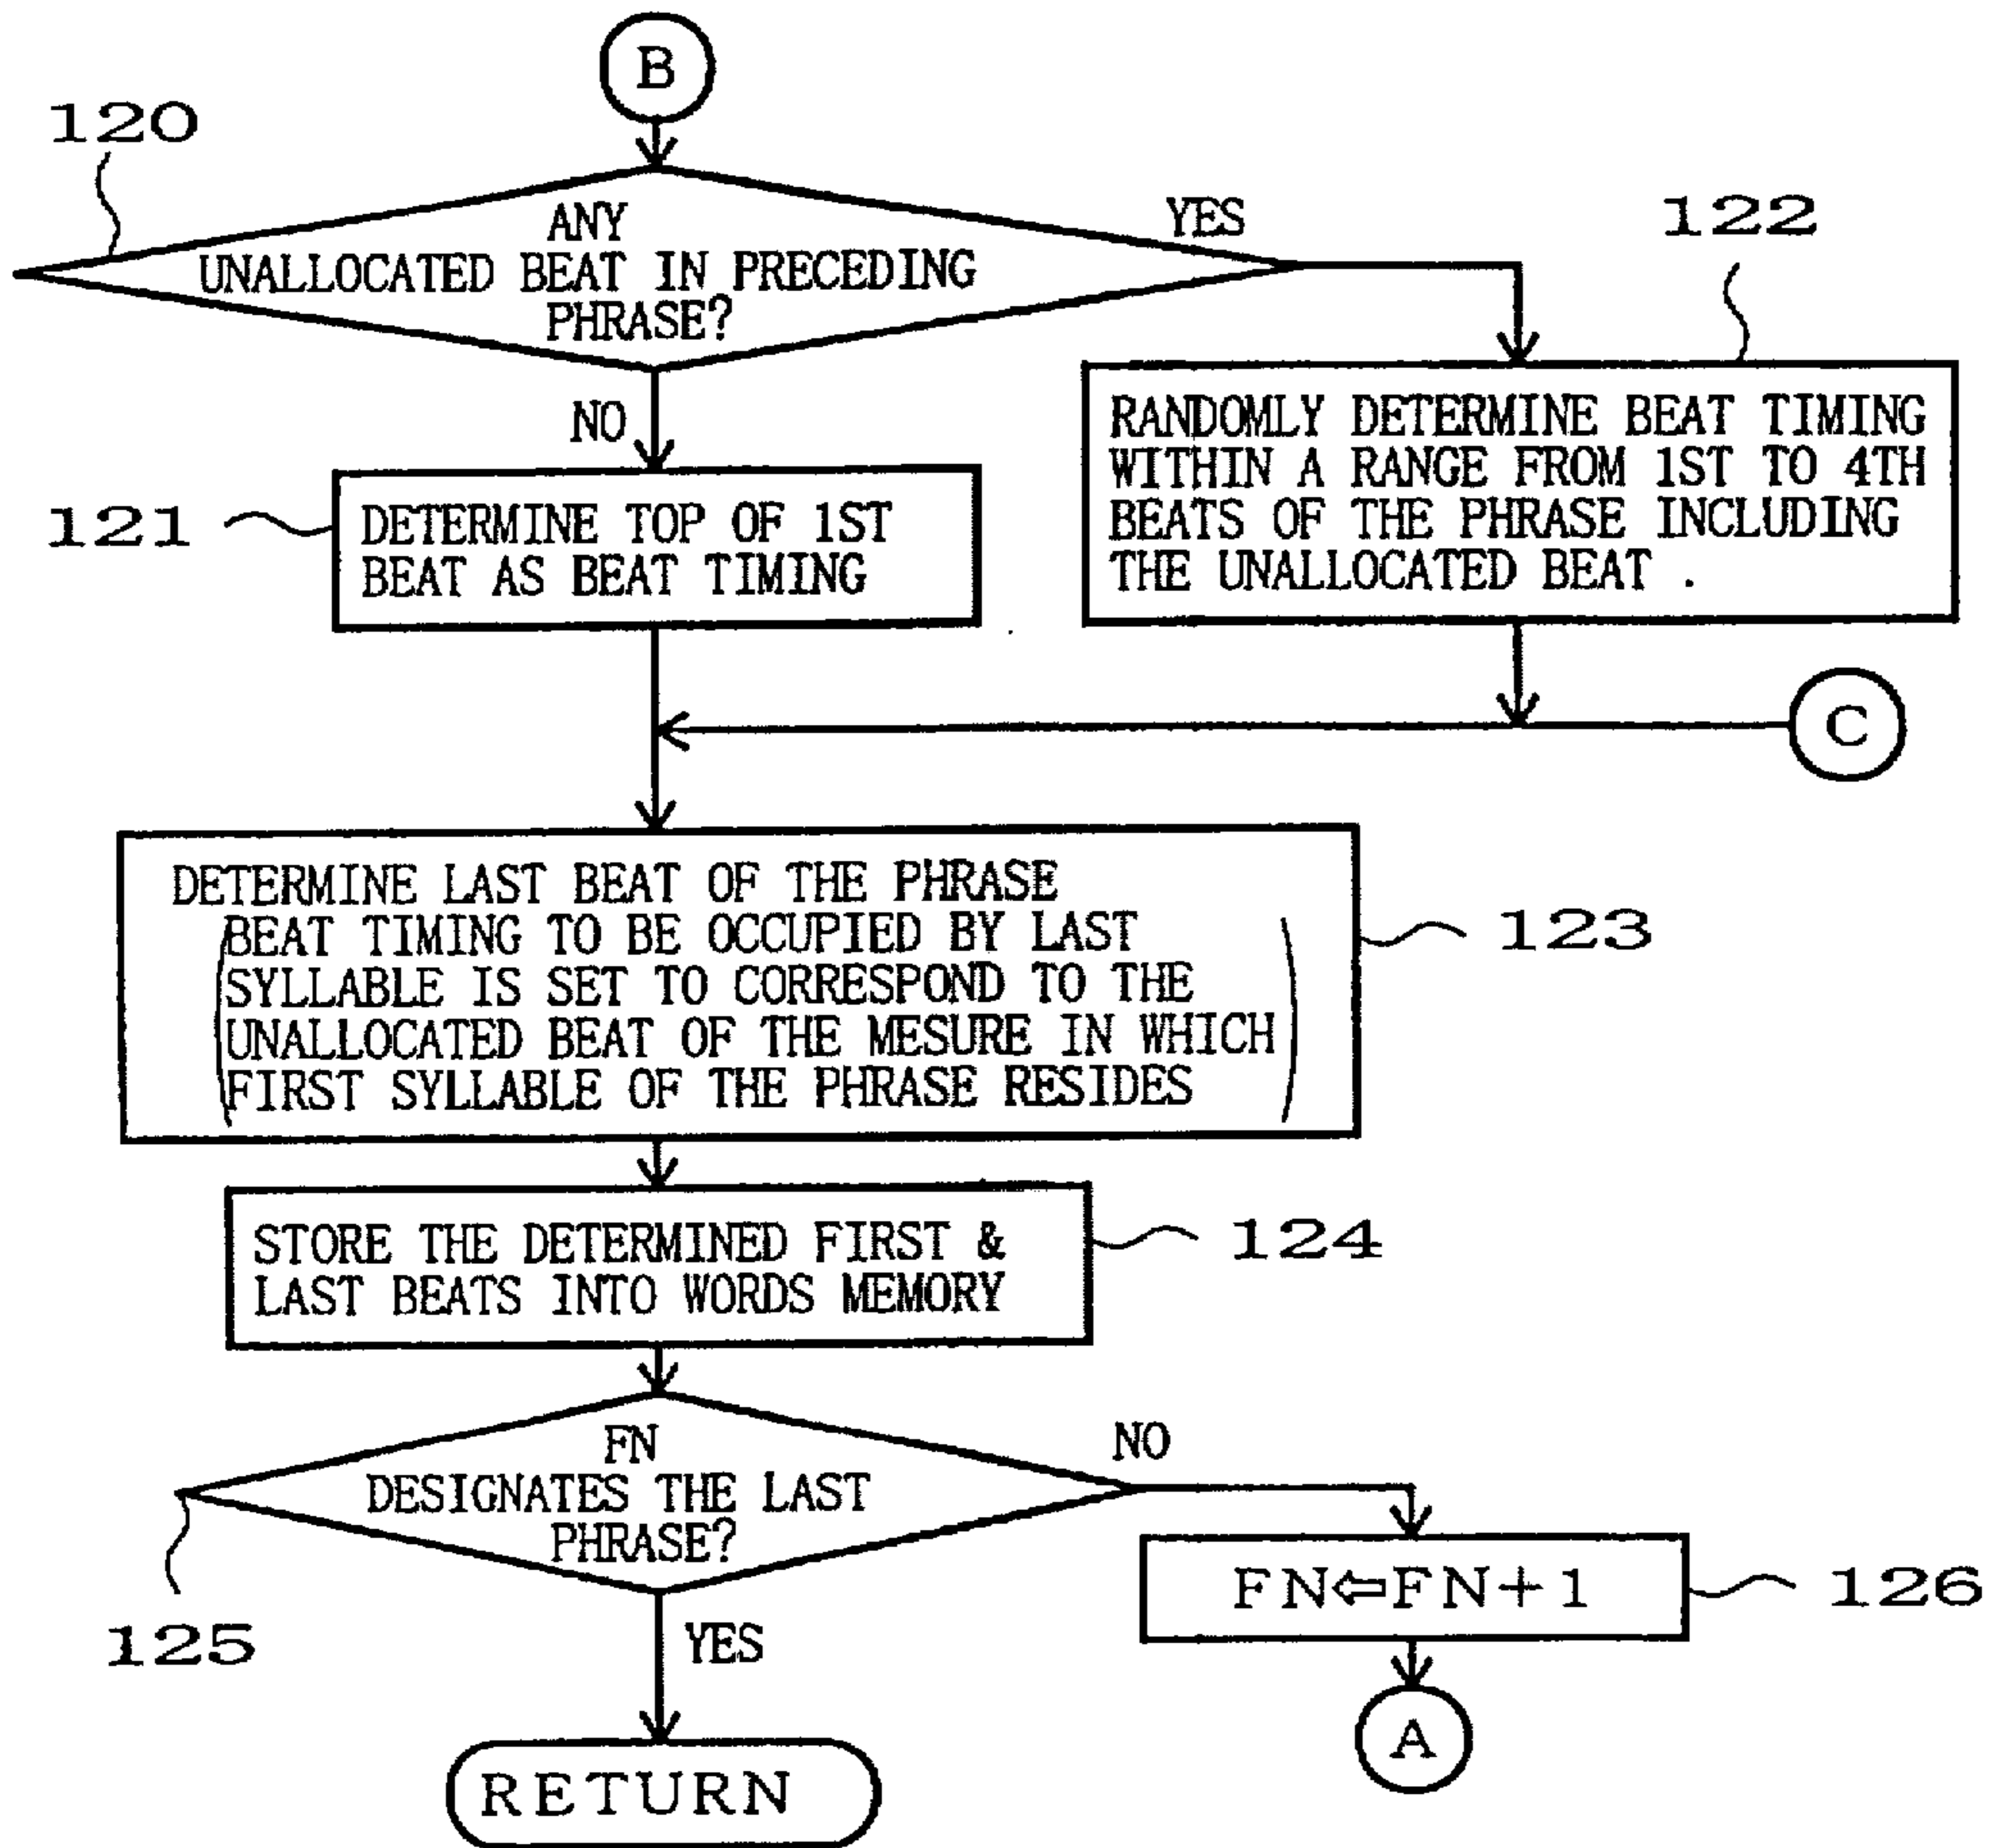 B
120
ANY
UNALLOCATED BEAT IN PRECEDING
PHRASE?
YES
122
NO
RANDOMLY DETERMINE BEAT TIMING
WITHIN A RANGE FROM 1ST TO 4TH
BEATS OF THE PHRASE INCLUDING
THE UNALLOCATED BEAT .
121
DETERMINE TOP OF 1ST
BEAT AS BEAT TIMING
C
DETERMINE LAST BEAT OF THE PHRASE
(BEAT TIMING TO BE OCCUPIED BY LAST
SYLLABLE IS SET TO CORRESPOND TO THE
UNALLOCATED BEAT OF THE MESURE IN WHICH
FIRST SYLLABLE OF THE PHRASE RESIDES)
123
STORE THE DETERMINED FIRST &
LAST BEATS INTO WORDS MEMORY
124
FN
DESIGNATES THE LAST
PHRASE?
NO
125
YES
FN⇦FN+1
126
A
RETURN